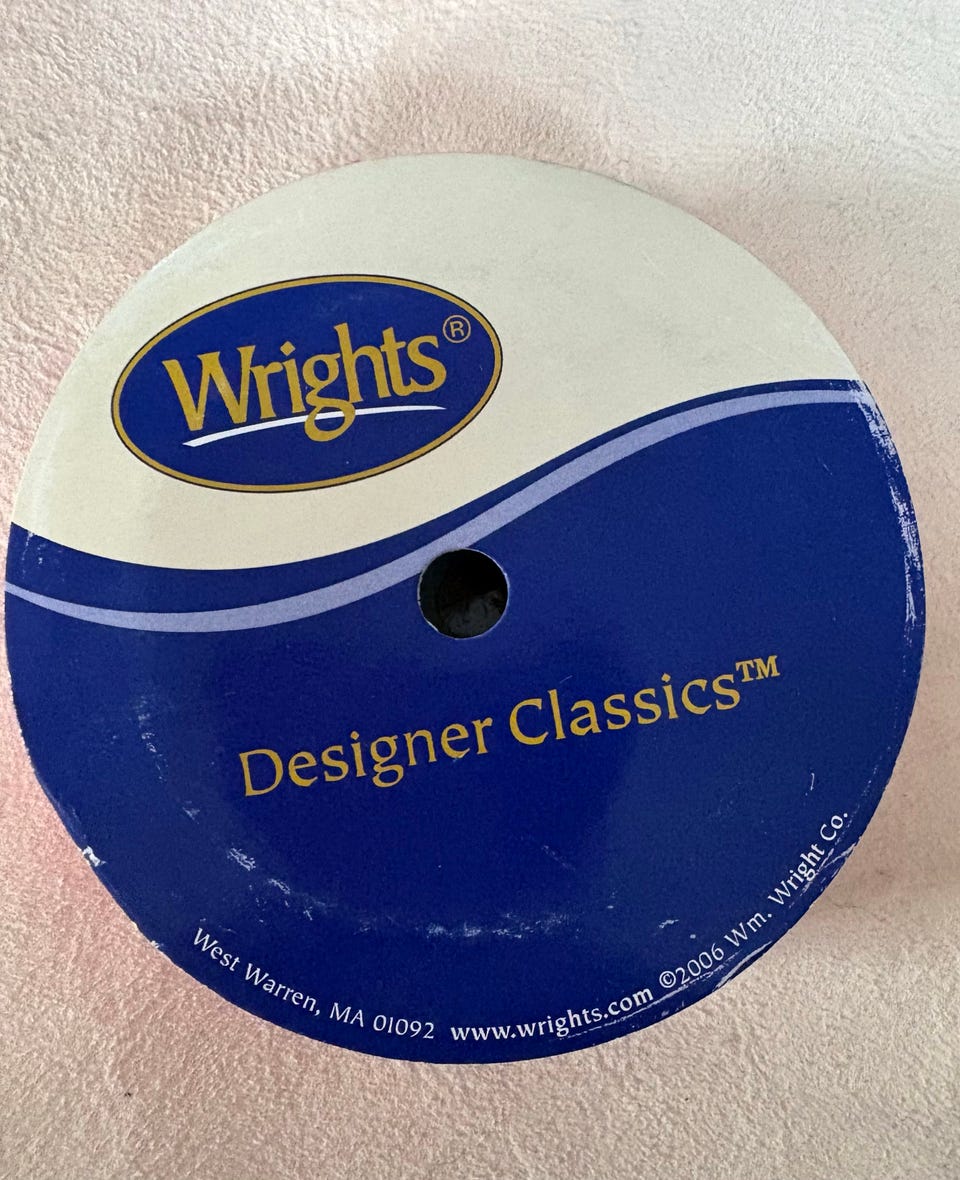 Wrights®
Designer Classics™
West Warren, MA 01092 www.wrights.com ©2006 Wm. Wright Co.